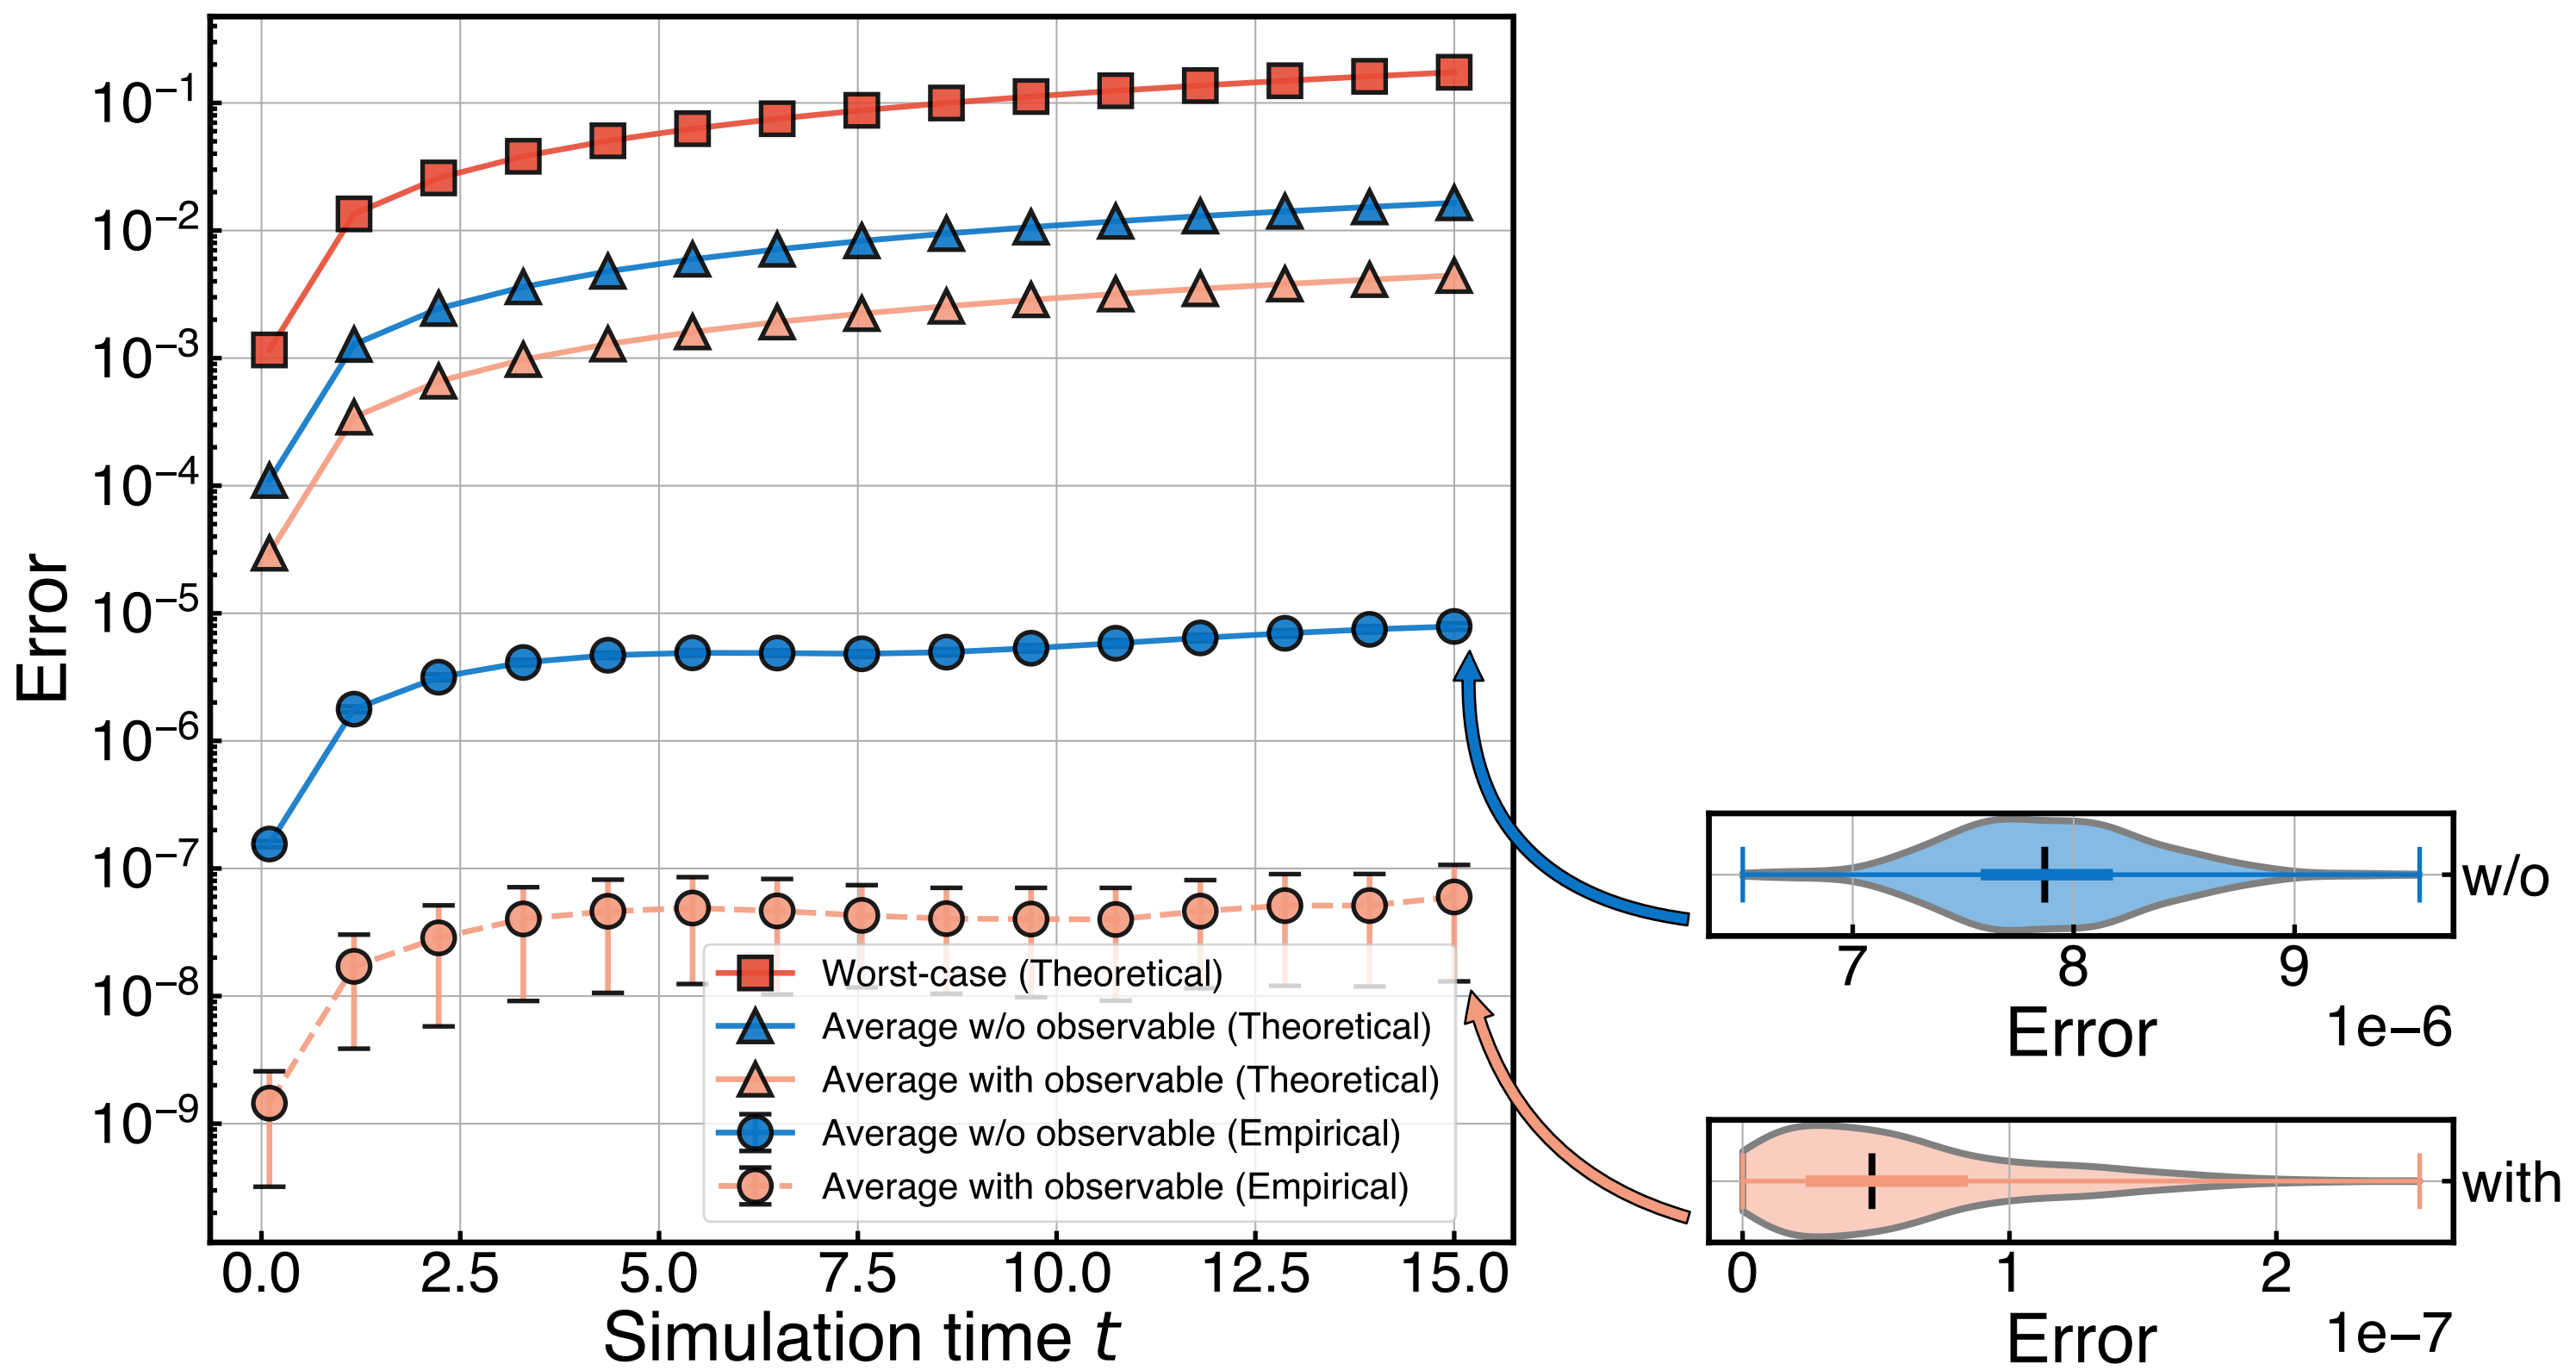 Error
10⁻¹
10⁻²
10⁻³
10⁻⁴
10⁻⁵
10⁻⁶
10⁻⁷
10⁻⁸
10⁻⁹
Worst-case (Theoretical)
Average w/o observable (Theoretical)
Average with observable (Theoretical)
Average w/o observable (Empirical)
Average with observable (Empirical)
0.0 2.5 5.0 7.5 10.0 12.5 15.0
Simulation time t
w/o
7 8 9
Error 1e−6
with
0 1 2
Error 1e−7